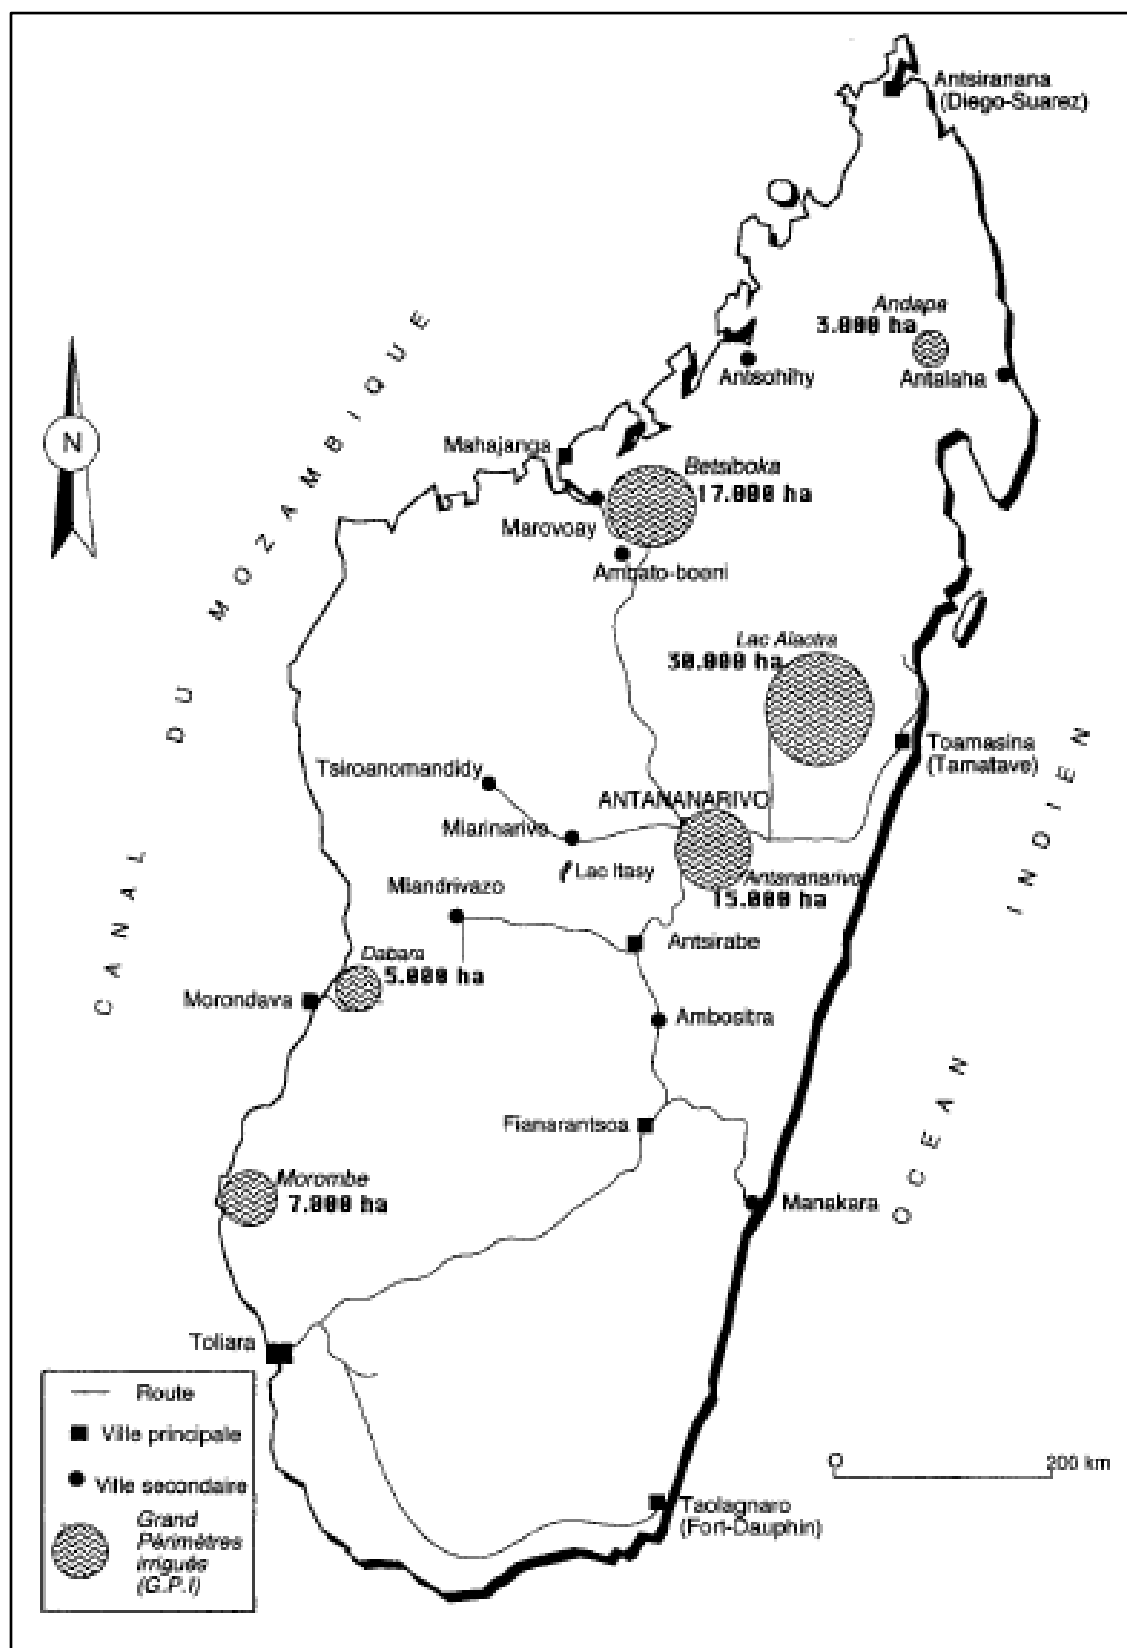 Antsiranana
(Diego-Suarez)
Andapa
3.000 ha
Antsohihy
Antalaha
CANAL DU MOZAMBIQUE
N
Mahajanga
Betsiboka
17.000 ha
Marovoay
Ambato-boeni
Lac Alaotra
30.000 ha
Toamasina
(Tamatave)
Tsiroanomandidy
ANTANANARIVO
Miarinarivo
Lac Itasy
Antananarivo
15.000 ha
Miandrivazo
Antsirabe
Dabara
5.000 ha
Morondava
Ambositra
OCEAN INDIEN
Fianarantsoa
Morombe
7.000 ha
Manakara
Toliara
Route
Ville principale
Ville secondaire
Grand
Périmètres
irrigués
(G.P.I)
0 200 km
Taolagnaro
(Fort-Dauphin)